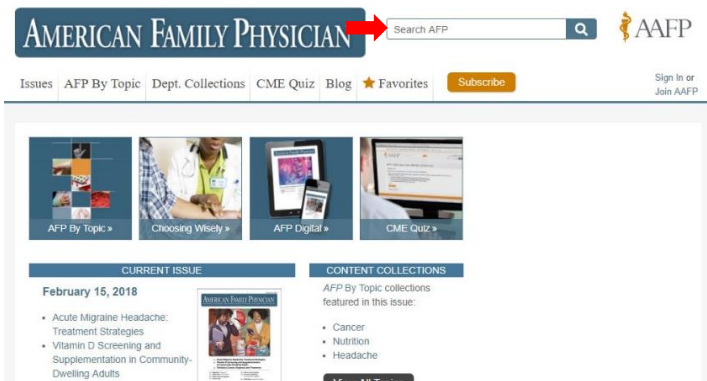 AMERICAN FAMILY PHYSICIAN
Search AFP
AAFP
Issues AFP By Topic Dept. Collections CME Quiz Blog Favorites Subscribe
Sign In or
Join AAFP
AFP By Topic »
Choosing Wisely »
AFP Digital »
CME Quiz »
CURRENT ISSUE
February 15, 2018
• Acute Migraine Headache:
Treatment Strategies
• Vitamin D Screening and
Supplementation in Community-
Dwelling Adults
AMERICAN FAMILY PHYSICIAN
CONTENT COLLECTIONS
AFP By Topic collections
featured in this issue:
• Cancer
• Nutrition
• Headache
View All Topics